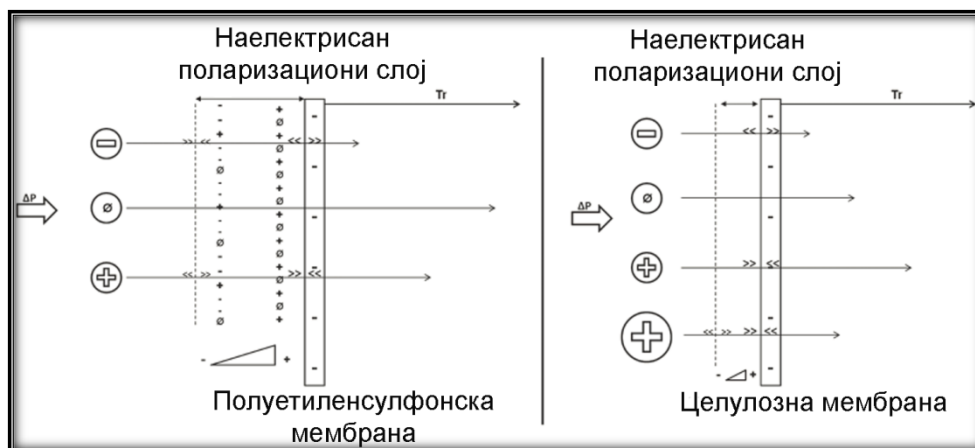 Наелектрисан
поларизациони слој
Tr
ΔP
Полуетиленсулфонска
мембрана
Наелектрисан
поларизациони слој
Tr
ΔP
Целулозна мембрана